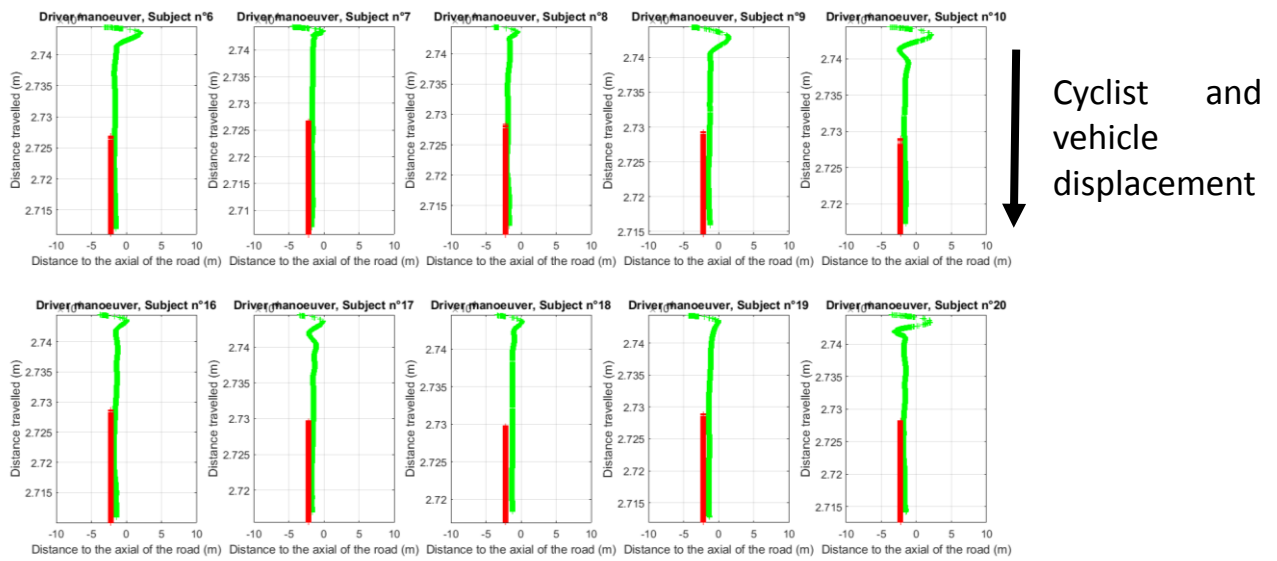 Driver manoeuver, Subject n°6
2.74
2.735
2.73
2.725
2.72
2.715
Distance travelled (m)
-10 -5 0 5 10
Distance to the axial of the road (m)
Driver manoeuver, Subject n°7
2.74
2.735
2.73
2.725
2.72
2.715
2.71
Distance travelled (m)
-10 -5 0 5 10
Distance to the axial of the road (m)
Driver manoeuver, Subject n°8
2.74
2.735
2.73
2.725
2.72
2.715
Distance travelled (m)
-10 -5 0 5 10
Distance to the axial of the road (m)
Driver manoeuver, Subject n°9
2.74
2.735
2.73
2.725
2.72
2.715
Distance travelled (m)
-10 -5 0 5 10
Distance to the axial of the road (m)
Driver manoeuver, Subject n°10
2.74
2.735
2.73
2.725
2.72
Distance travelled (m)
-10 -5 0 5 10
Distance to the axial of the road (m)
Cyclist and
vehicle
displacement
Driver manoeuver, Subject n°16
2.74
2.735
2.73
2.725
2.72
2.715
Distance travelled (m)
-10 -5 0 5 10
Distance to the axial of the road (m)
Driver manoeuver, Subject n°17
2.74
2.735
2.73
2.725
2.72
Distance travelled (m)
-10 -5 0 5 10
Distance to the axial of the road (m)
Driver manoeuver, Subject n°18
2.74
2.735
2.73
2.725
2.72
Distance travelled (m)
-10 -5 0 5 10
Distance to the axial of the road (m)
Driver manoeuver, Subject n°19
2.74
2.735
2.73
2.725
2.72
2.715
Distance travelled (m)
-10 -5 0 5 10
Distance to the axial of the road (m)
Driver manoeuver, Subject n°20
2.74
2.735
2.73
2.725
2.72
2.715
Distance travelled (m)
-10 -5 0 5 10
Distance to the axial of the road (m)